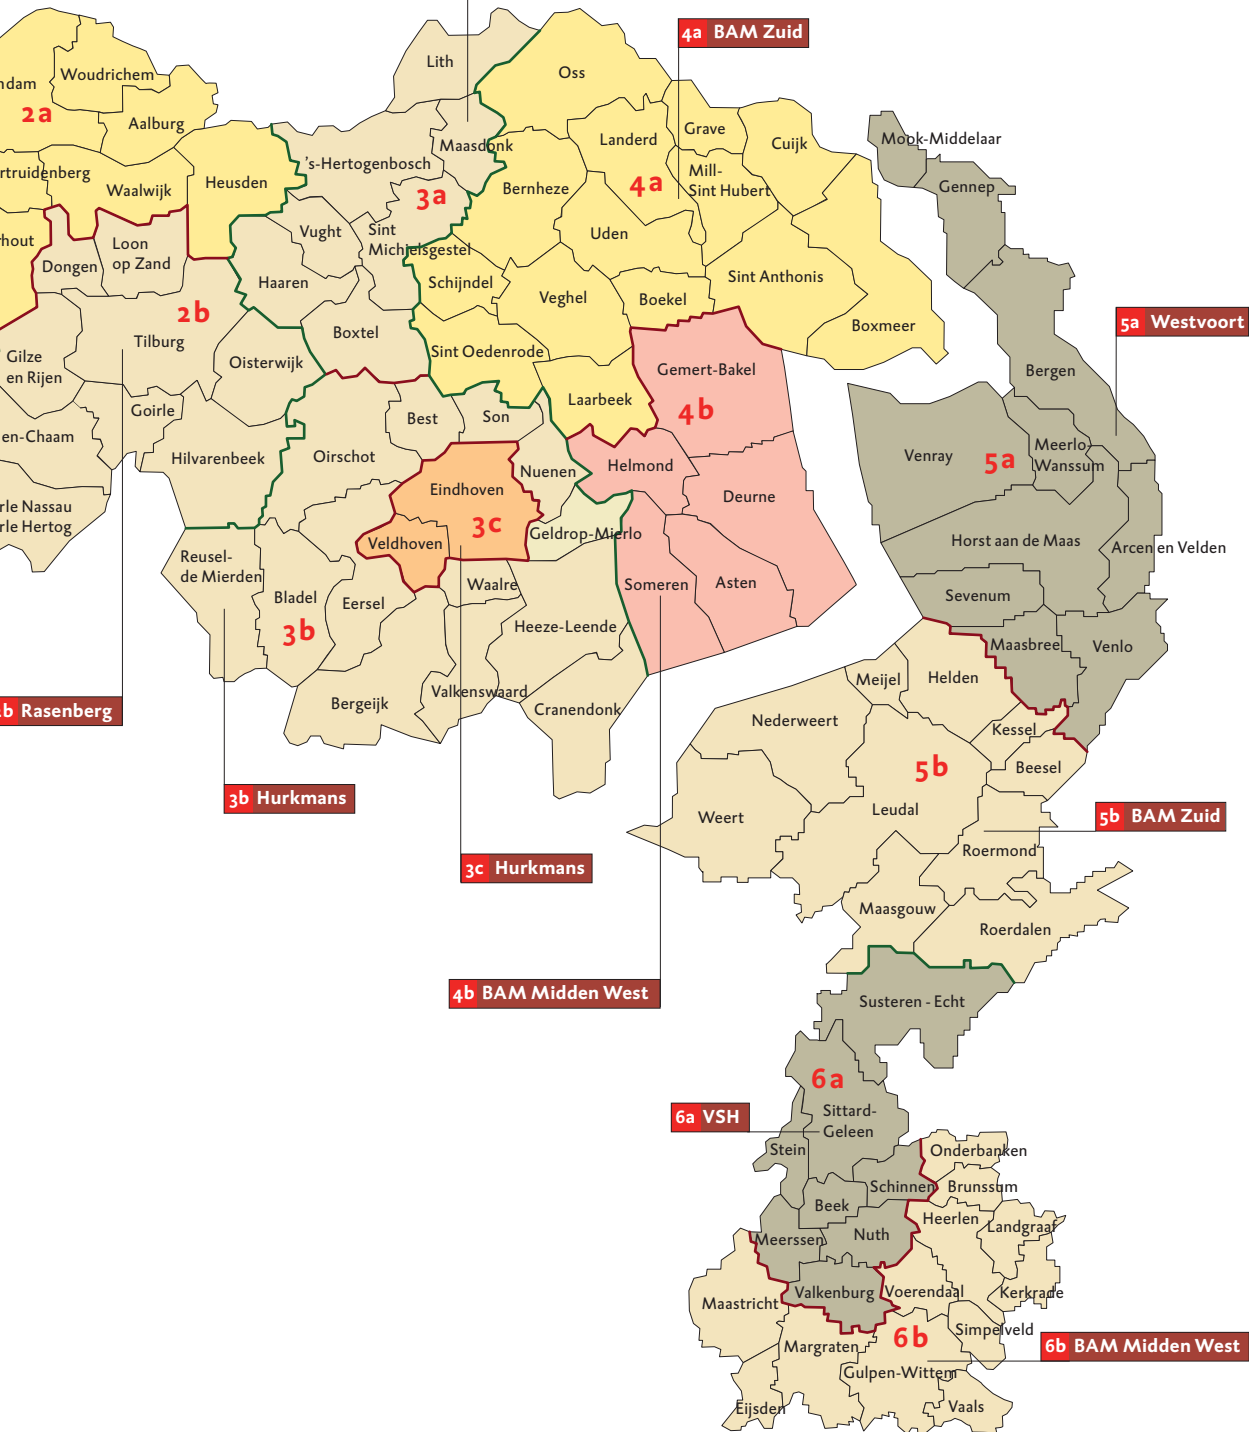 4a BAM Zuid
Lith
Oss
ndam
Woudrichem
2a
Aalburg
Maasdonk
Landerd
Grave
Cuijk
Mook-Middelaar
's-Hertogenbosch
rtruidenberg
Waalwijk
Heusden
3a
Bernheze
4a
Mill-
Sint Hubert
Gennep
rhout
Loon
op Zand
Dongen
Vught
Sint
Michielsgestel
Uden
Haaren
Schijndel
Veghel
Boekel
Sint Anthonis
2b
Tilburg
Boxtel
Boxmeer
5a Westvoort
Gilze
en Rijen
Oisterwijk
Sint Oedenrode
Gemert-Bakel
Bergen
Goirle
Best
Son
Laarbeek
4b
en-Chaam
Hilvarenbeek
Oirschot
Nuenen
Helmond
Venray
5a
Meerlo-
Wanssum
Eindhoven
Deurne
rle Nassau
rle Hertog
3c
Veldhoven
Geldrop-Mierlo
Horst aan de Maas
Arcen en Velden
Reusel-
de Mierden
Bladel
Eersel
Waalre
Someren
Asten
Sevenum
3b
Heeze-Leende
Maasbree
Venlo
Bergeijk
Valkenswaard
Cranendonk
Meijel
Helden
b Rasenberg
Nederweert
Kessel
5b
Beesel
3b Hurkmans
Weert
Leudal
5b BAM Zuid
Roermond
3c Hurkmans
Maasgouw
Roerdalen
4b BAM Midden West
Susteren - Echt
6a
6a VSH
Sittard-
Geleen
Stein
Onderbanken
Schinnen
Brunssum
Beek
Heerlen
Landgraaf
Meerssen
Nuth
Maastricht
Valkenburg
Voerendaal
Kerkrade
Simpelveld
6b
6b BAM Midden West
Margraten
Gulpen-Wittem
Eijsden
Vaals